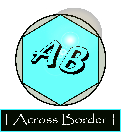 AB
| Across Border |